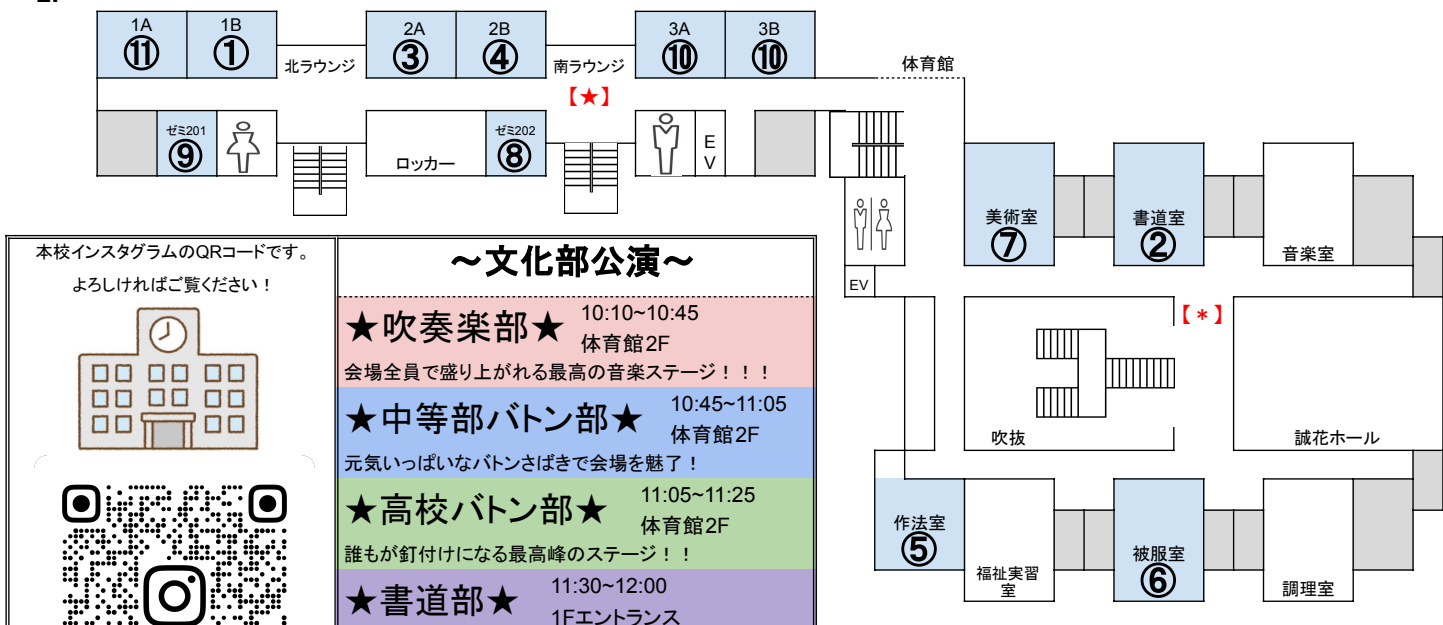 1A
⑪
1B
①
北ラウンジ
2A
③
2B
④
南ラウンジ
3A
⑩
3B
⑩
体育館
【★】
ゼミ201
⑨
ロッカー
ゼミ202
⑧
EV
美術室
⑦
書道室
②
音楽室
EV
【*】
吹抜
誠花ホール
作法室
⑤
福祉実習
室
被服室
⑥
調理室
本校インスタグラムのQRコードです。
よろしければご覧ください！
～文化部公演～
★吹奏楽部★ 10:10~10:45
体育館2F
会場全員で盛り上がれる最高の音楽ステージ！！！
★中等部バトン部★ 10:45~11:05
体育館2F
元気いっぱいなバトンさばきで会場を魅了！
★高校バトン部★ 11:05~11:25
体育館2F
誰もが釘付けになる最高峰のステージ！！
★書道部★ 11:30~12:00
1Fエントランス